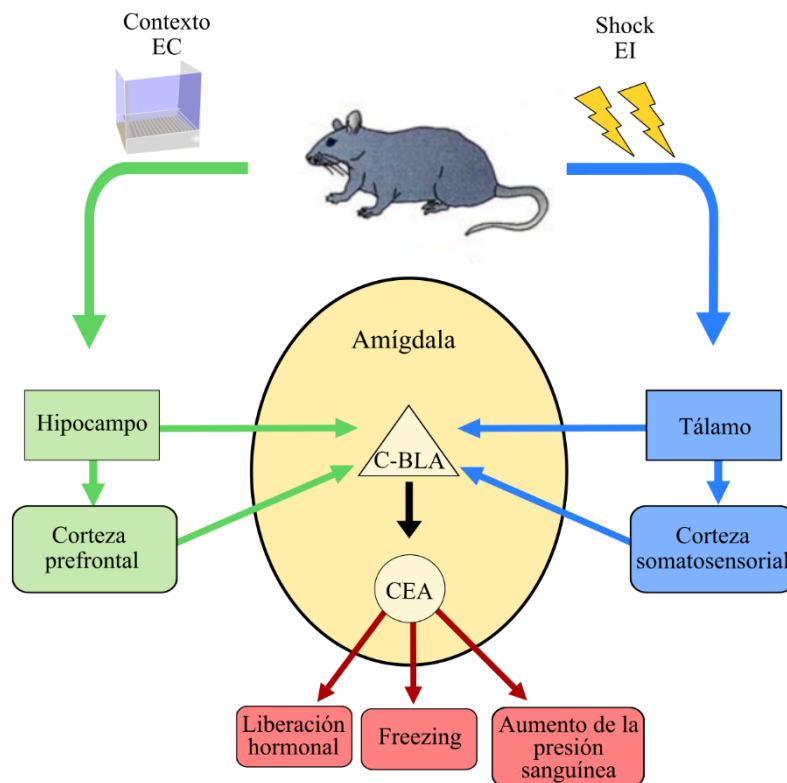 Contexto
EC
Shock
EI
Amígdala
Hipocampo
C-BLA
Tálamo
Corteza
prefrontal
Corteza
somatosensorial
CEA
Liberación
hormonal
Freezing
Aumento de la
presión
sanguínea